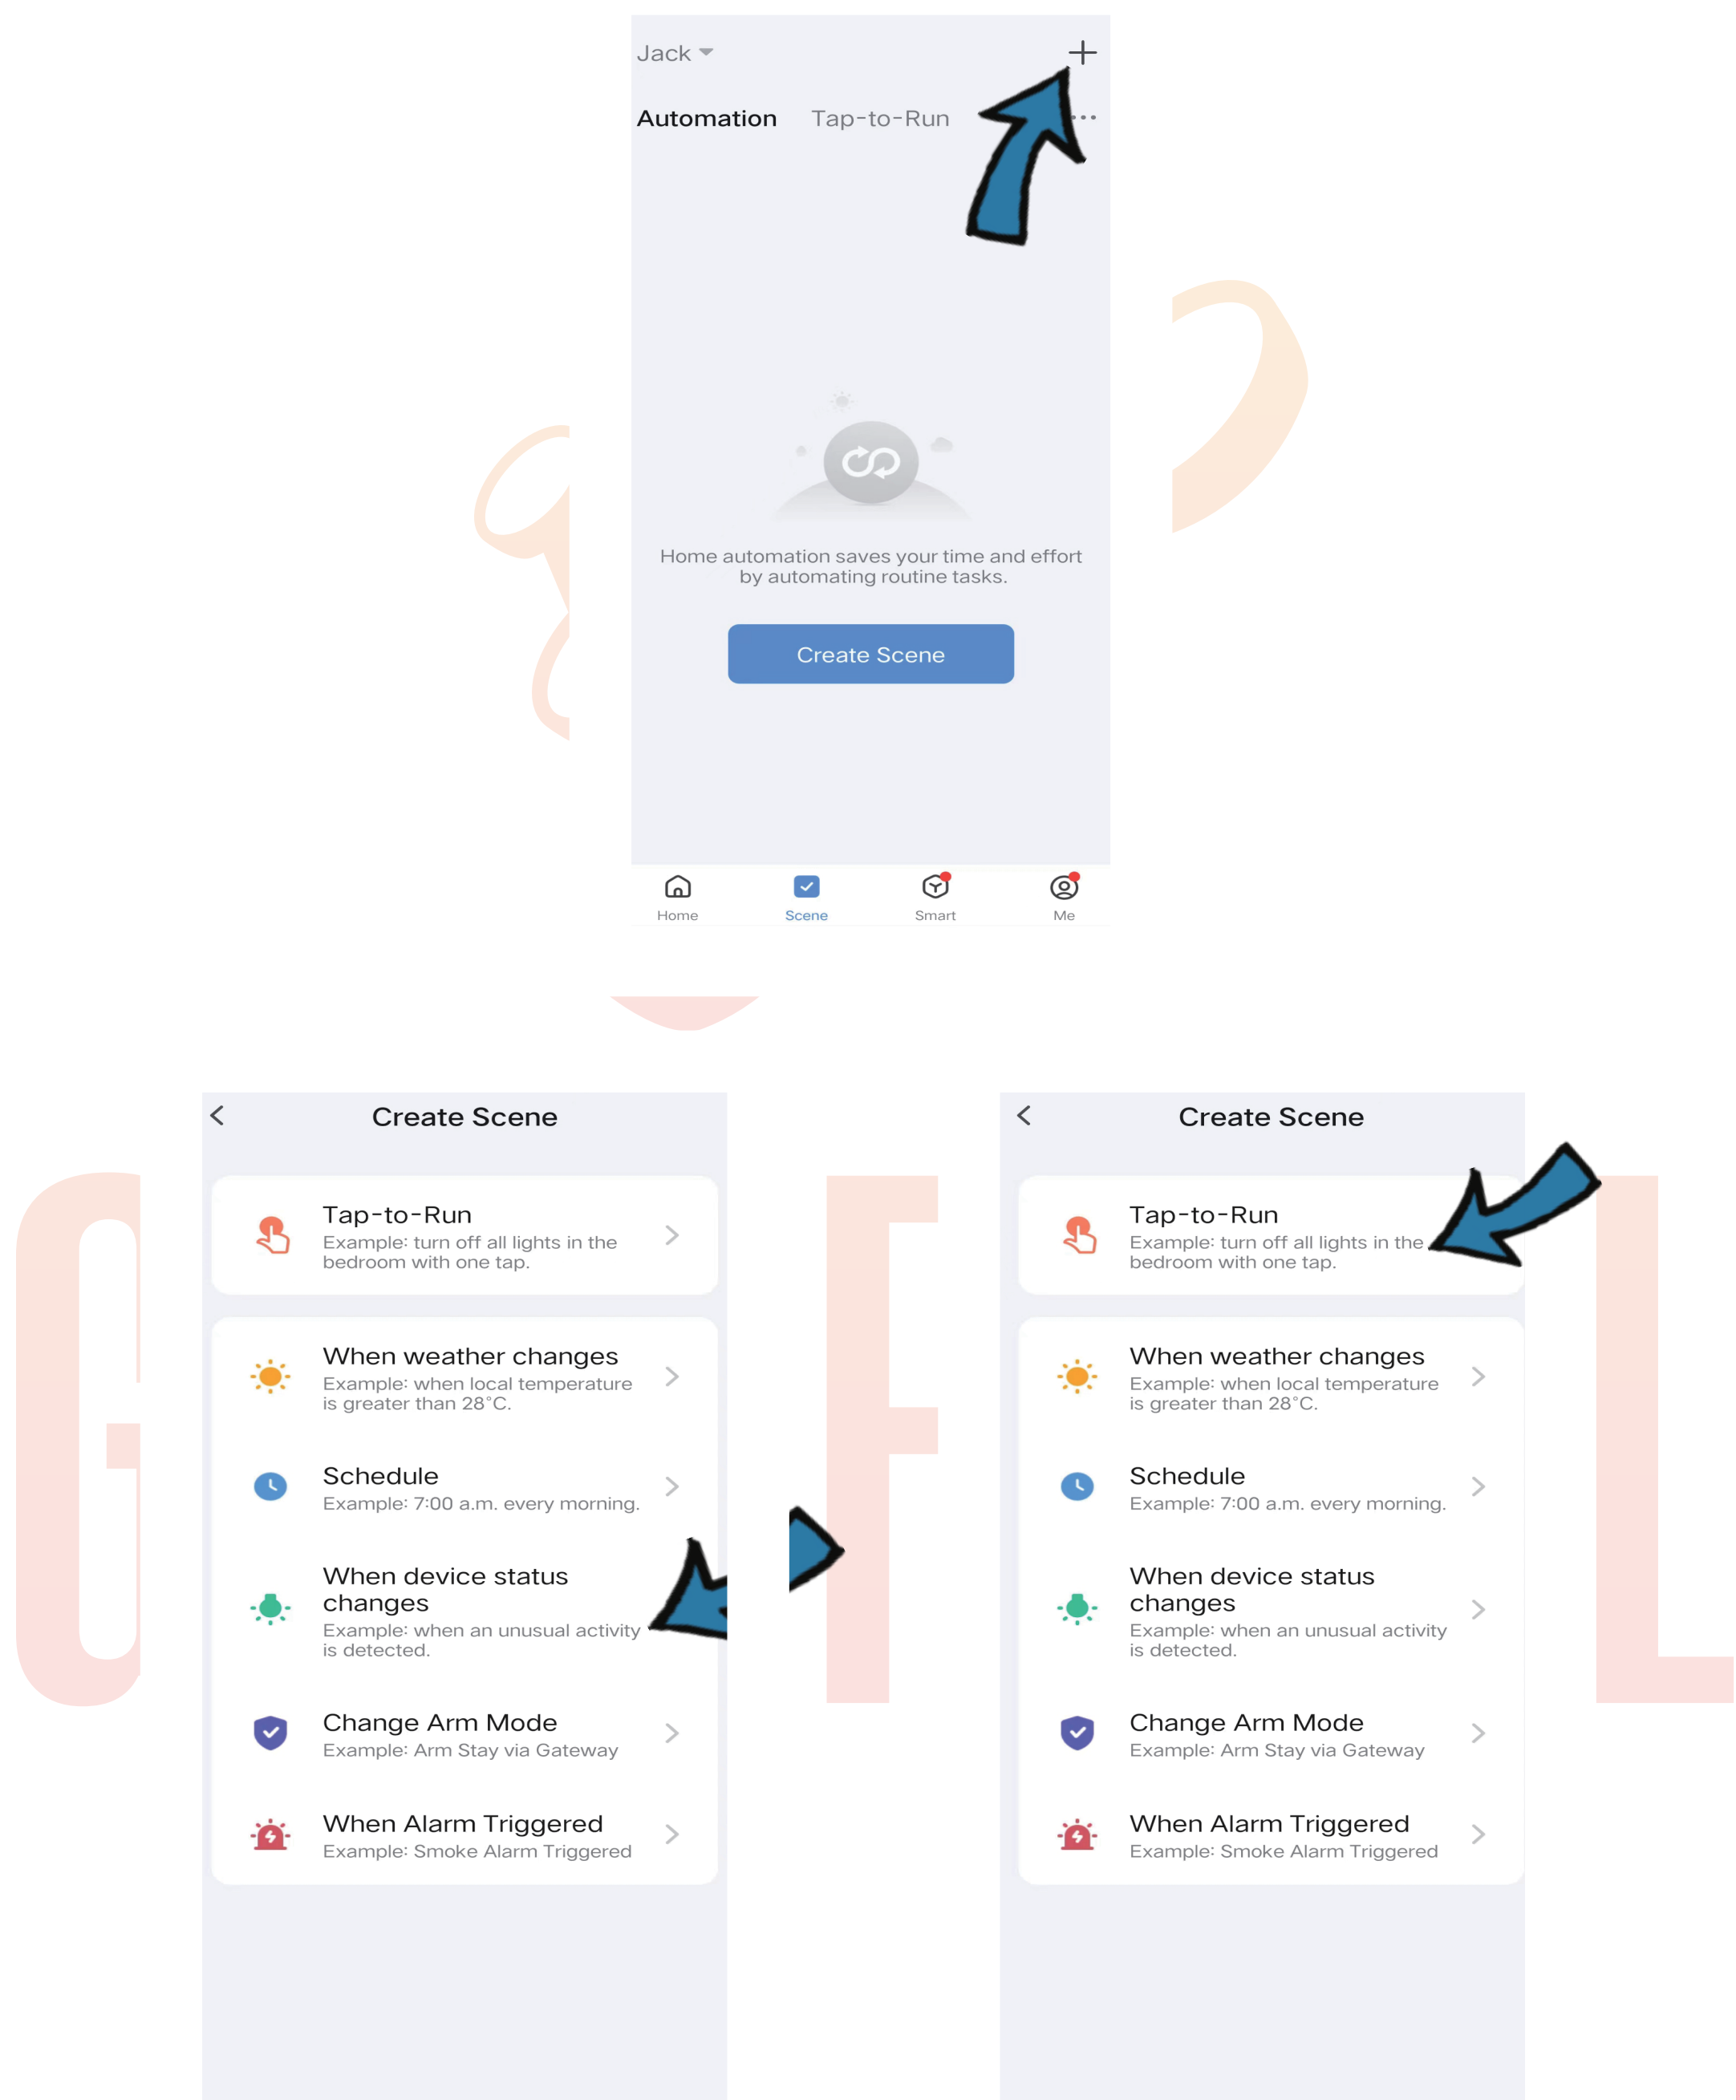 Jack
Automation Tap-to-Run
Home automation saves your time and effort
by automating routine tasks.
Create Scene
Home Scene Smart Me
Create Scene
Tap-to-Run
Example: turn off all lights in the
bedroom with one tap.
When weather changes
Example: when local temperature
is greater than 28°C.
Schedule
Example: 7:00 a.m. every morning.
When device status
changes
Example: when an unusual activity
is detected.
Change Arm Mode
Example: Arm Stay via Gateway
When Alarm Triggered
Example: Smoke Alarm Triggered
Create Scene
Tap-to-Run
Example: turn off all lights in the
bedroom with one tap.
When weather changes
Example: when local temperature
is greater than 28°C.
Schedule
Example: 7:00 a.m. every morning.
When device status
changes
Example: when an unusual activity
is detected.
Change Arm Mode
Example: Arm Stay via Gateway
When Alarm Triggered
Example: Smoke Alarm Triggered